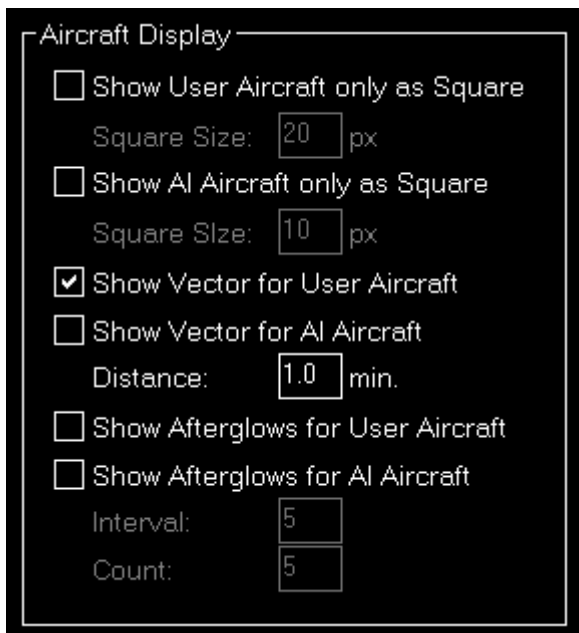 Aircraft Display
Show User Aircraft only as Square
Square Size: 20 px
Show AI Aircraft only as Square
Square SIze: 10 px
Show Vector for User Aircraft
Show Vector for AI Aircraft
Distance: 1.0 min.
Show Afterglows for User Aircraft
Show Afterglows for AI Aircraft
Interval: 5
Count: 5